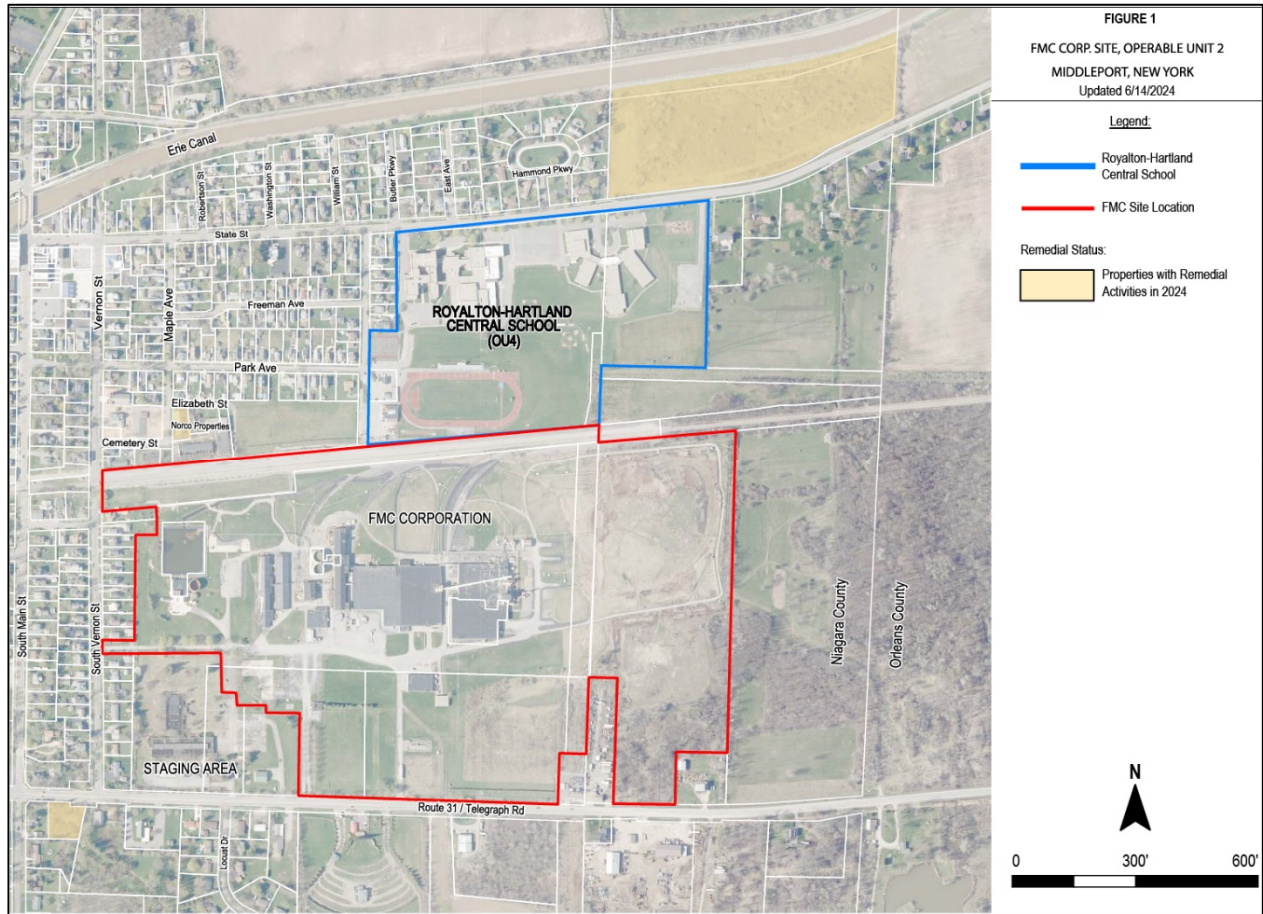 FIGURE 1
FMC CORP. SITE, OPERABLE UNIT 2
MIDDLEPORT, NEW YORK
Updated 6/14/2024
Legend:
Royalton-Hartland
Central School
FMC Site Location
Remedial Status:
Properties with Remedial
Activities in 2024
N
0 300' 600'
Erie Canal
Robertson St
Washington St
William St
Butler Pkwy
East Ave
Hammond Pkwy
State St
Vernon St
Maple Ave
Freeman Ave
ROYALTON-HARTLAND
CENTRAL SCHOOL
(OU4)
Park Ave
Elizabeth St
Norco Properties
Cemetery St
FMC CORPORATION
South Main St
South Vernon St
Niagara County
Orleans County
STAGING AREA
Route 31 / Telegraph Rd
Locust Dr